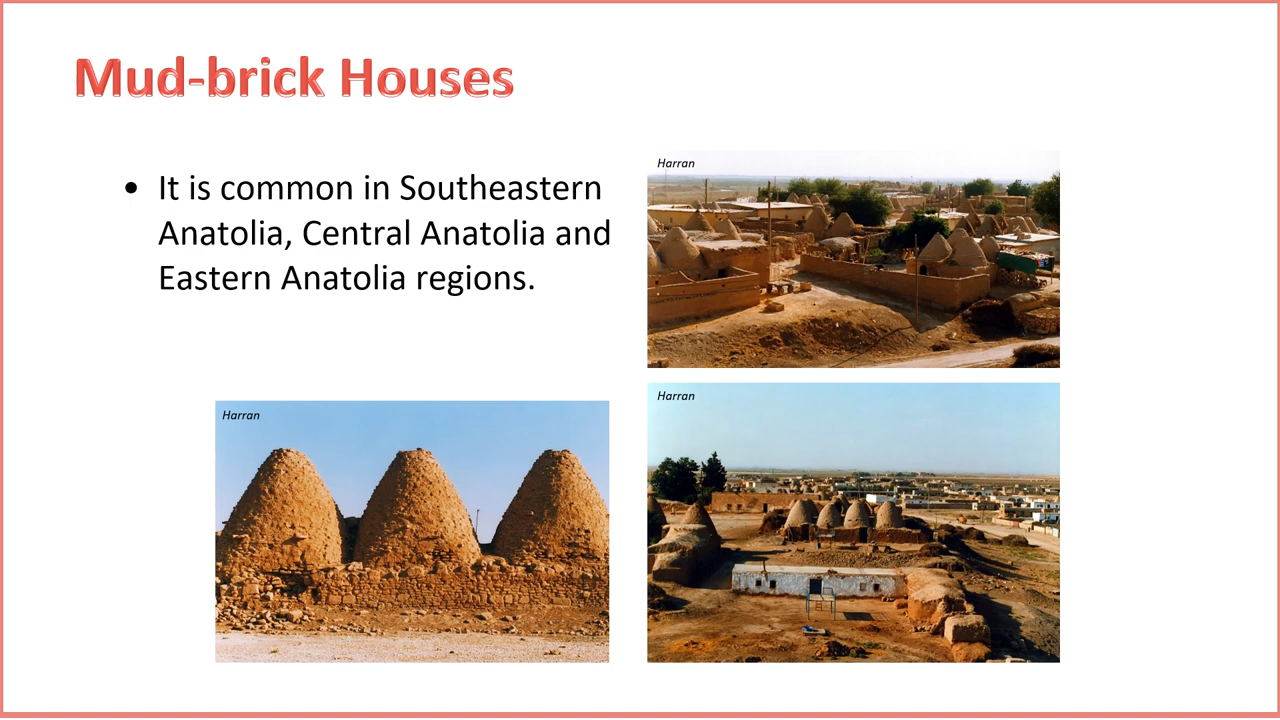 Mud-brick Houses
• It is common in Southeastern
Anatolia, Central Anatolia and
Eastern Anatolia regions.
Harran
Harran
Harran